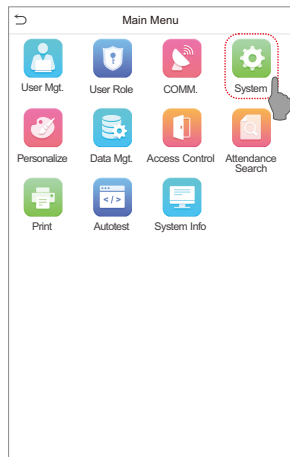 Main Menu
User Mgt.
User Role
COMM.
System
Personalize
Data Mgt.
Access Control
Attendance
Search
</>
Print
Autotest
System Info